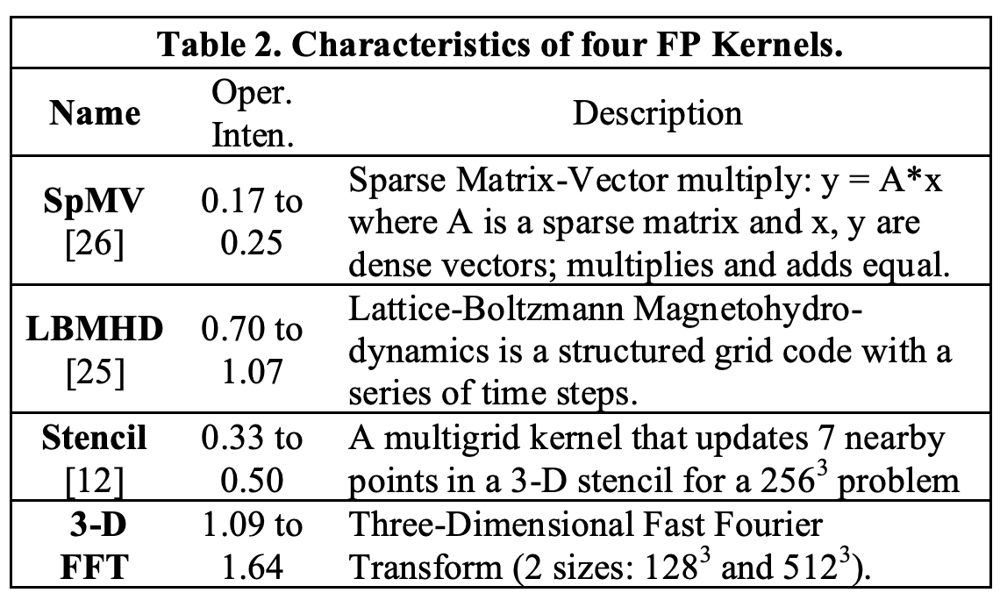 Table 2. Characteristics of four FP Kernels.
Name
Oper.
Inten.
Description
SpMV
[26]
0.17 to
0.25
Sparse Matrix-Vector multiply: y = A*x
where A is a sparse matrix and x, y are
dense vectors; multiplies and adds equal.
LBMHD
[25]
0.70 to
1.07
Lattice-Boltzmann Magnetohydro-
dynamics is a structured grid code with a
series of time steps.
Stencil
[12]
0.33 to
0.50
A multigrid kernel that updates 7 nearby
points in a 3-D stencil for a 256³ problem
3-D
FFT
1.09 to
1.64
Three-Dimensional Fast Fourier
Transform (2 sizes: 128³ and 512³).